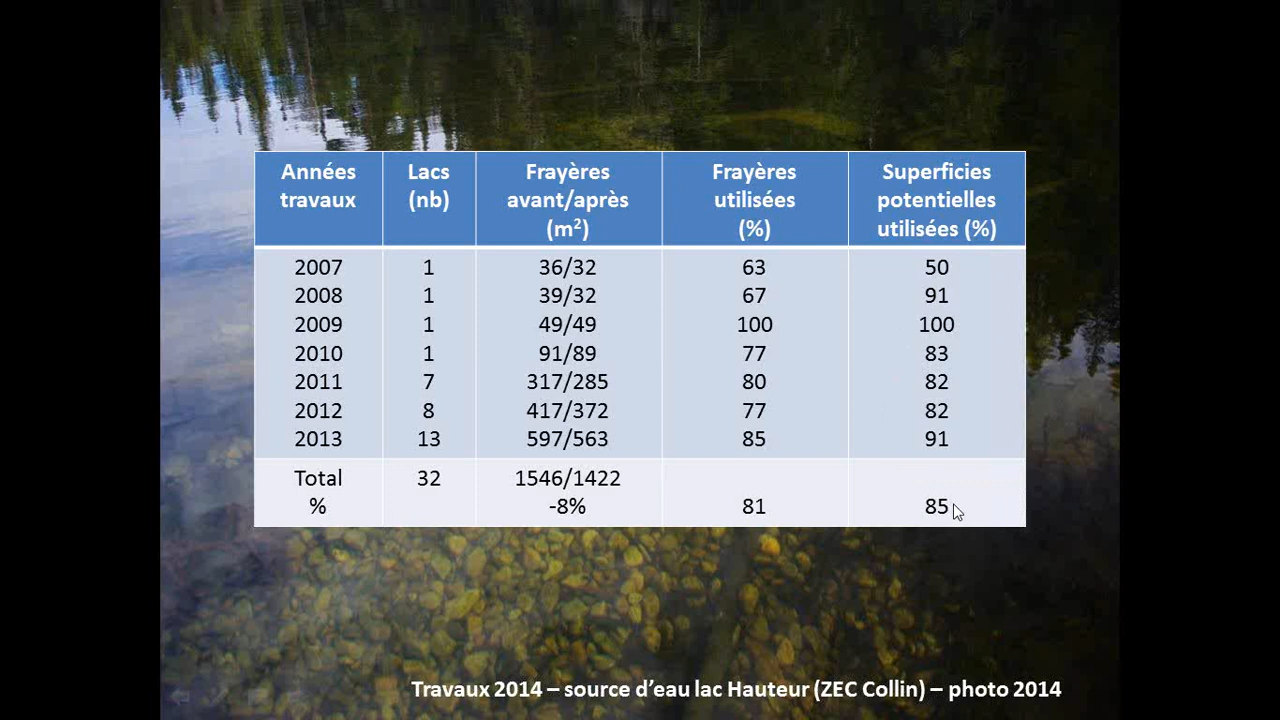 Années travaux | Lacs (nb) | Frayères avant/après (m²) | Frayères utilisées (%) | Superficies potentielles utilisées (%)
2007 | 1 | 36/32 | 63 | 50
2008 | 1 | 39/32 | 67 | 91
2009 | 1 | 49/49 | 100 | 100
2010 | 1 | 91/89 | 77 | 83
2011 | 7 | 317/285 | 80 | 82
2012 | 8 | 417/372 | 77 | 82
2013 | 13 | 597/563 | 85 | 91
Total | 32 | 1546/1422
% | -8% | 81 | 85
Travaux 2014 – source d'eau lac Hauteur (ZEC Collin) – photo 2014